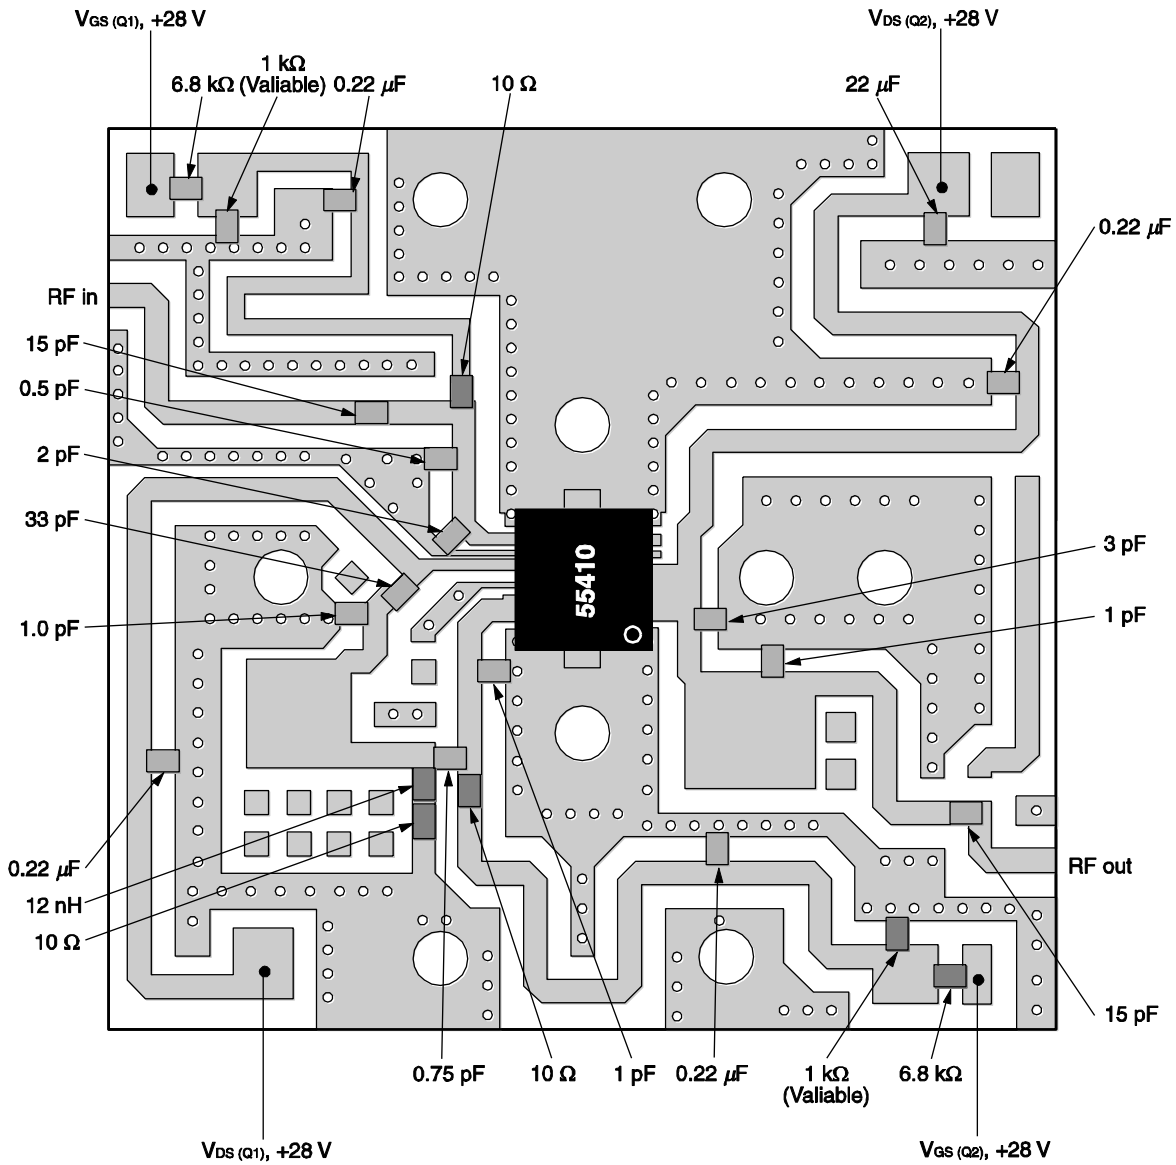 VGS (Q1), +28 V
VDS (Q2), +28 V
1 kΩ
6.8 kΩ (Valiable) 0.22 μF
10 Ω
22 μF
0.22 μF
RF in
15 pF
0.5 pF
2 pF
33 pF
1.0 pF
55410
3 pF
1 pF
0.22 μF
12 nH
10 Ω
RF out
15 pF
0.75 pF
10 Ω
1 pF
0.22 μF
1 kΩ
(Valiable)
6.8 kΩ
VDS (Q1), +28 V
VGS (Q2), +28 V